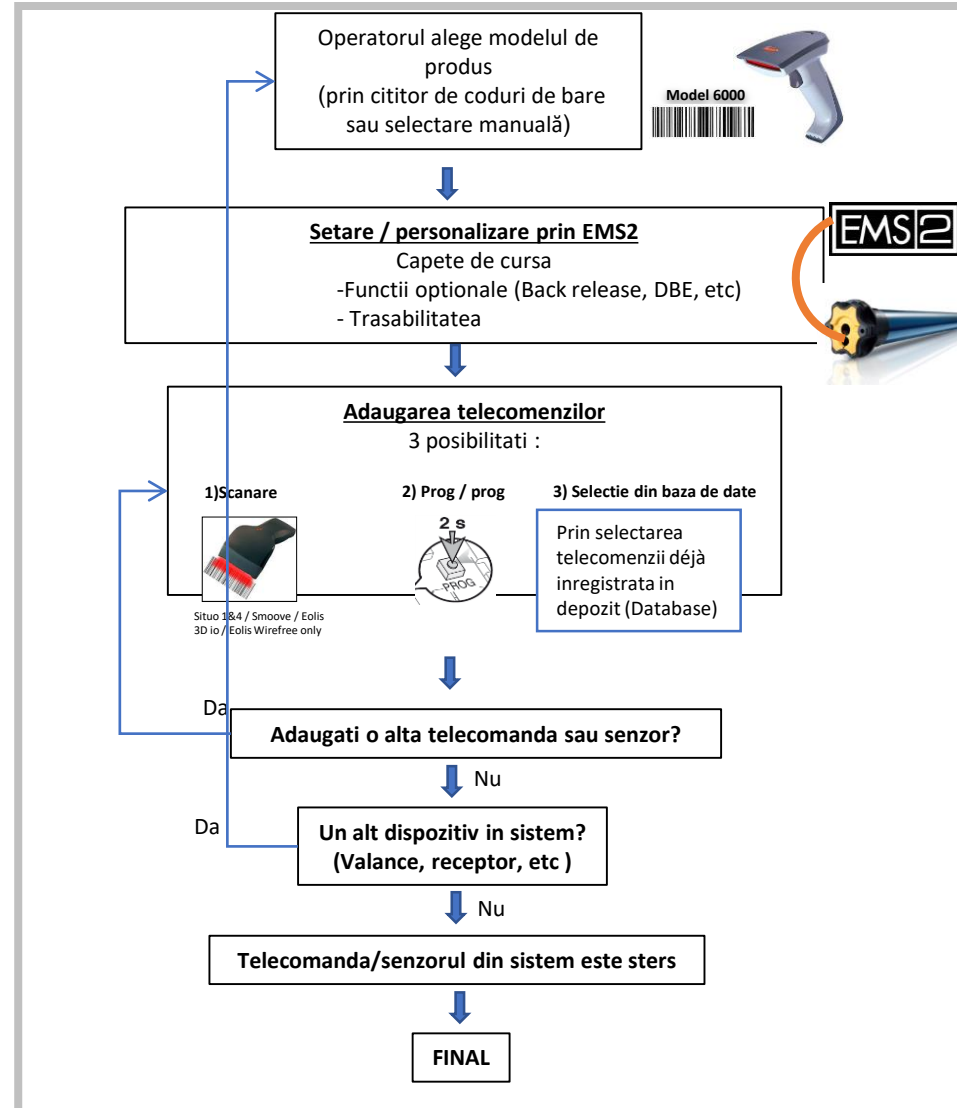 Operatorul alege modelul de
produs
(prin cititor de coduri de bare
sau selectare manuală)
Model 6000
Setare / personalizare prin EMS2
Capete de cursa
-Functii optionale (Back release, DBE, etc)
- Trasabilitatea
EMS2
Adaugarea telecomenzilor
3 posibilitati :
1)Scanare
2) Prog / prog
3) Selectie din baza de date
2 s
PROG
Prin selectarea
telecomenzii déjà
inregistrata in
depozit (Database)
Situo 1&4 / Smoove / Eolis
3D io / Eolis Wirefree only
Da
Adaugati o alta telecomanda sau senzor?
Nu
Da
Un alt dispozitiv in sistem?
(Valance, receptor, etc )
Nu
Telecomanda/senzorul din sistem este sters
FINAL